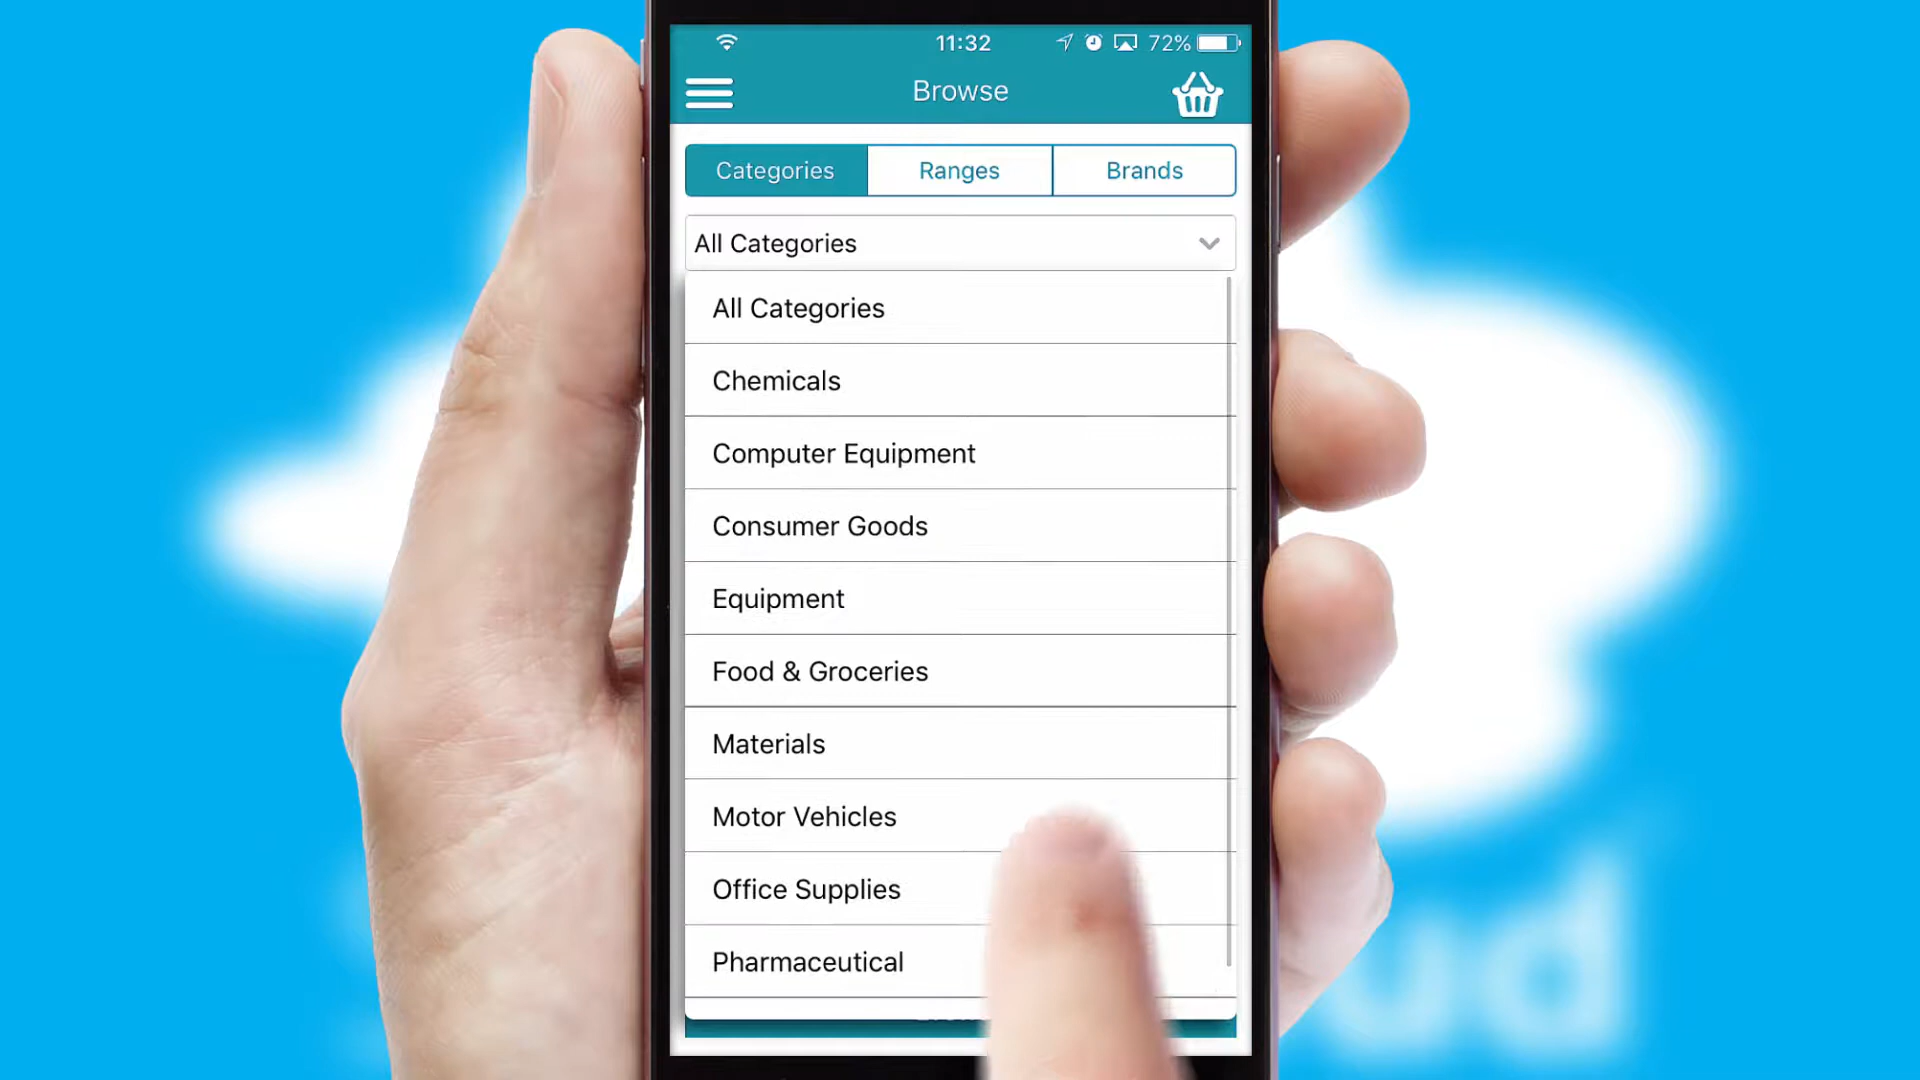 11:32
72%
Browse
Categories
Ranges
Brands
All Categories
All Categories
Chemicals
Computer Equipment
Consumer Goods
Equipment
Food & Groceries
Materials
Motor Vehicles
Office Supplies
Pharmaceutical
ud